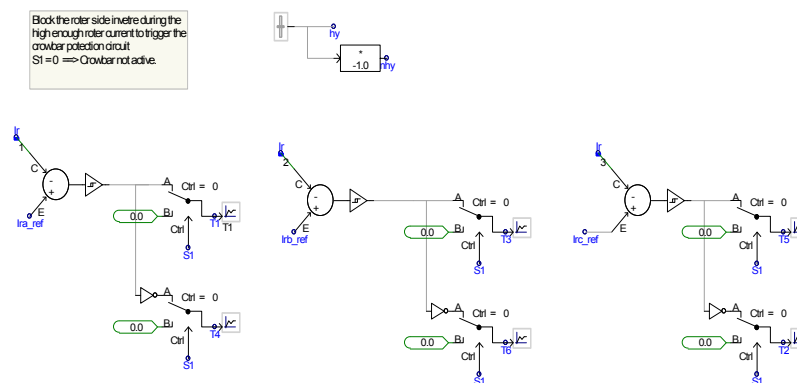 Block the roter side invetre during the
high enough roter current to trigger the
crowbar potection circuit
S1 = 0 ==> Crowbar not active.
hy
*
-1.0
nhy
Ir
1
C
-
+
E
Ira_ref
A
Ctrl = 0
0.0
B
Ctrl
T1
T1
S1
A
Ctrl = 0
0.0
B
Ctrl
T4
S1
Ir
2
C
-
+
E
Irb_ref
A
Ctrl = 0
0.0
B
Ctrl
T3
S1
A
Ctrl = 0
0.0
B
Ctrl
T6
S1
Ir
3
C
-
+
E
Irc_ref
A
Ctrl = 0
0.0
B
Ctrl
T5
S1
A
Ctrl = 0
0.0
B
Ctrl
T2
S1